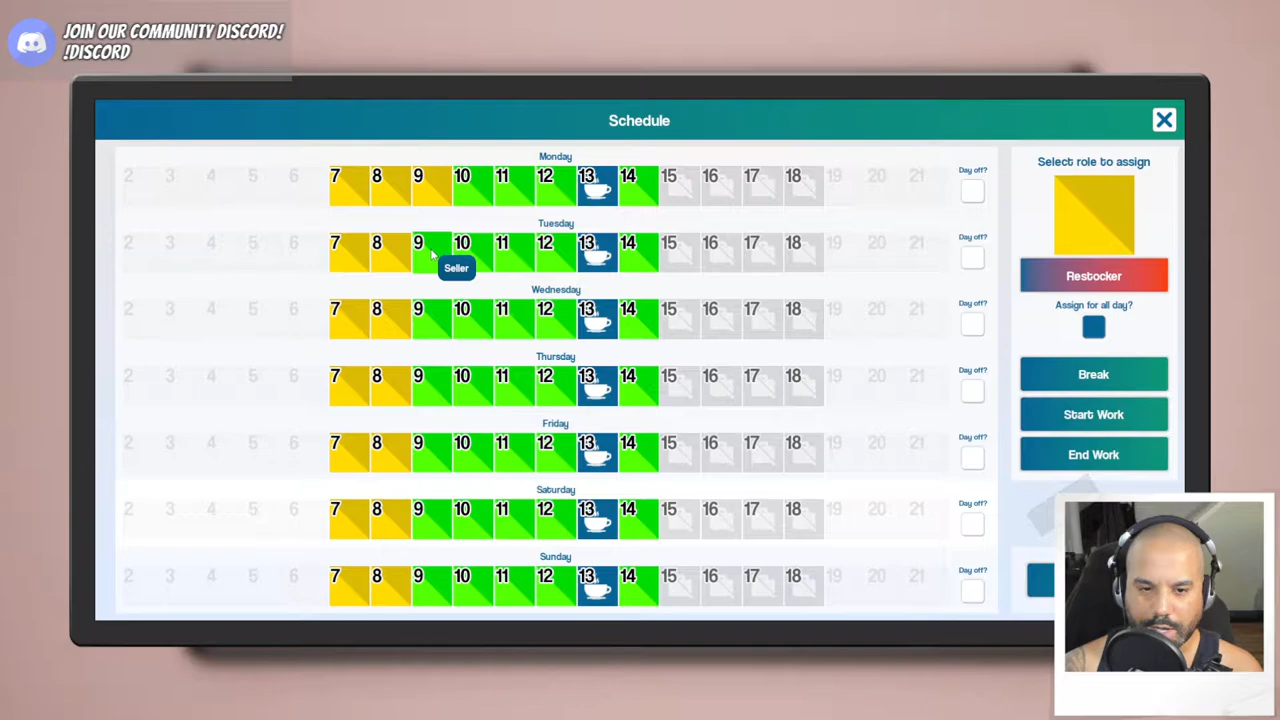 JOIN OUR COMMUNITY DISCORD!
!DISCORD
Schedule
Monday
2 3 4 5 6 7 8 9 10 11 12 13 14 15 16 17 18 19 20 21
Day off?
Tuesday
2 3 4 5 6 7 8 9 10 11 12 13 14 15 16 17 18 19 20 21
Day off?
Seller
Wednesday
2 3 4 5 6 7 8 9 10 11 12 13 14 15 16 17 18 19 20 21
Day off?
Thursday
2 3 4 5 6 7 8 9 10 11 12 13 14 15 16 17 18 19 20 21
Day off?
Friday
2 3 4 5 6 7 8 9 10 11 12 13 14 15 16 17 18 19 20 21
Day off?
Saturday
2 3 4 5 6 7 8 9 10 11 12 13 14 15 16 17 18 19 20 21
Day off?
Sunday
2 3 4 5 6 7 8 9 10 11 12 13 14 15 16 17 18 19 20 21
Day off?
Select role to assign
Restocker
Assign for all day?
Break
Start Work
End Work